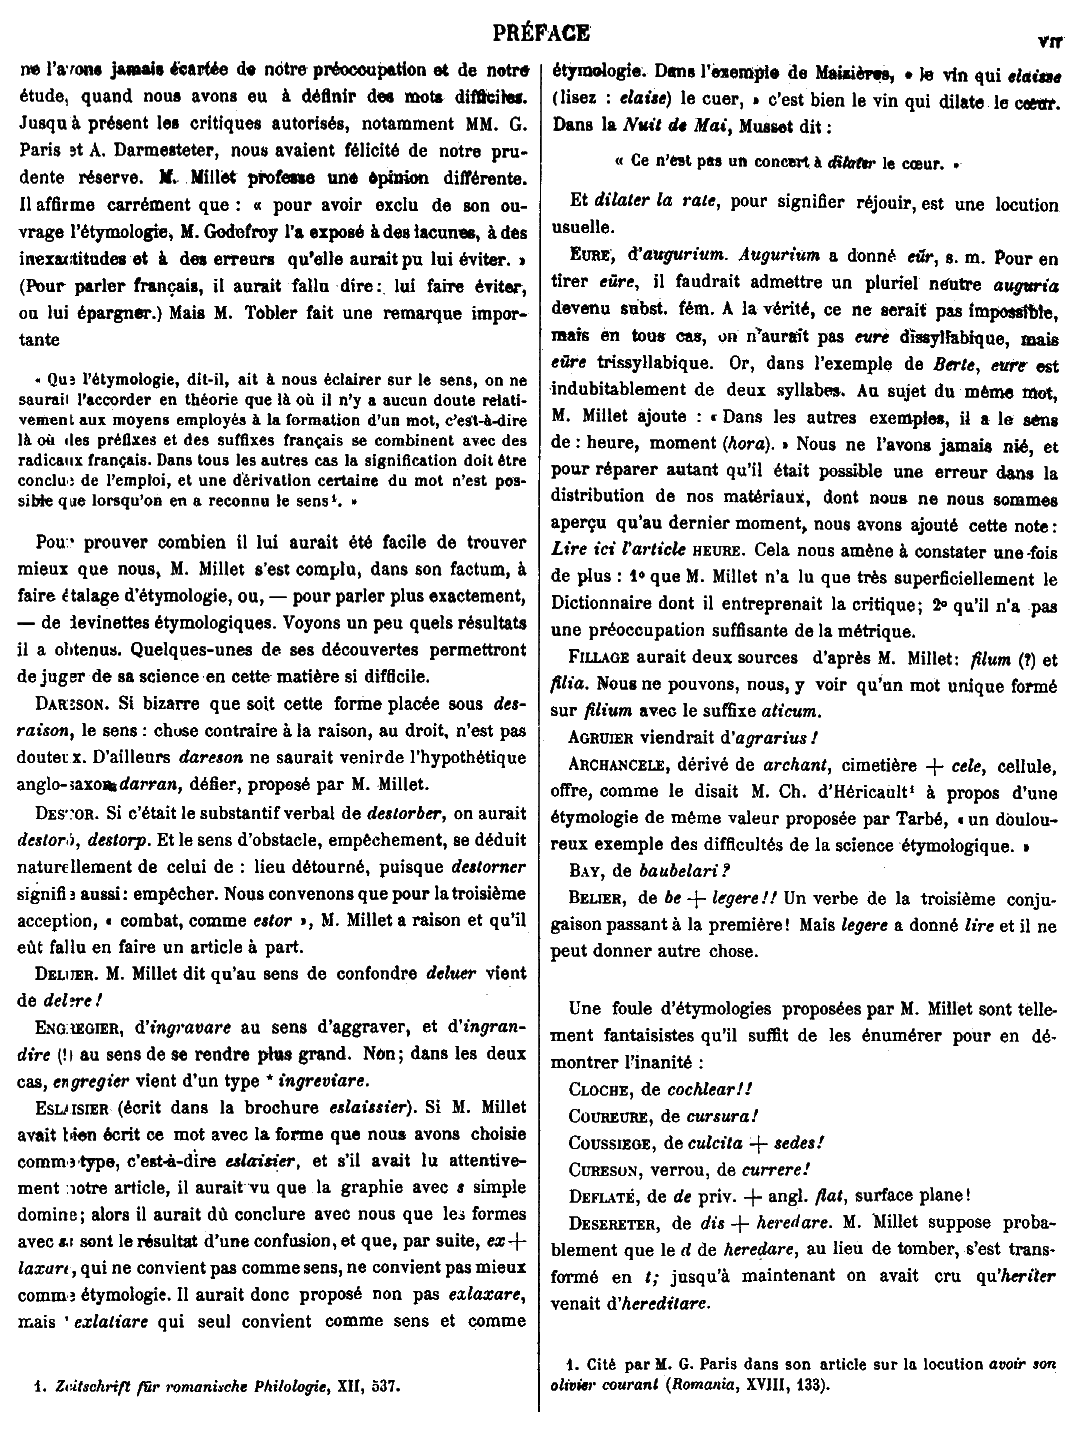 PRÉFACE
VII
ne l'avons jamais écartée de notre préoccupation et de notre
étude, quand nous avons eu à définir des mots difficiles.
Jusqu'à présent les critiques autorisés, notamment MM. G.
Paris et A. Darmesteter, nous avaient félicité de notre pru-
dente réserve. M. Millet professe une opinion différente.
Il affirme carrément que : « pour avoir exclu de son ou-
vrage l'étymologie, M. Godefroy l'a exposé à des lacunes, à des
inexactitudes et à des erreurs qu'elle aurait pu lui éviter. »
(Pour parler français, il aurait fallu dire : lui faire éviter,
ou lui épargner.) Mais M. Tobler fait une remarque impor-
tante
« Que l'étymologie, dit-il, ait à nous éclairer sur le sens, on ne
saurait l'accorder en théorie que là où il n'y a aucun doute relati-
vement aux moyens employés à la formation d'un mot, c'est-à-dire
là où des préfixes et des suffixes français se combinent avec des
radicaux français. Dans tous les autres cas la signification doit être
conclue de l'emploi, et une dérivation certaine du mot n'est pos-
sible que lorsqu'on en a reconnu le sens¹. »
Pour prouver combien il lui aurait été facile de trouver
mieux que nous, M. Millet s'est complu, dans son factum, à
faire étalage d'étymologie, ou, — pour parler plus exactement,
— de devinettes étymologiques. Voyons un peu quels résultats
il a obtenus. Quelques-unes de ses découvertes permettront
de juger de sa science en cette matière si difficile.
DARESON. Si bizarre que soit cette forme placée sous des-
raison, le sens : chose contraire à la raison, au droit, n'est pas
douteux. D'ailleurs dareson ne saurait venir de l'hypothétique
anglo-saxon darran, défier, proposé par M. Millet.
DESTOR. Si c'était le substantif verbal de destorber, on aurait
destorb, destorp. Et le sens d'obstacle, empêchement, se déduit
naturellement de celui de : lieu détourné, puisque destorner
signifie aussi : empêcher. Nous convenons que pour la troisième
acception, « combat, comme estor », M. Millet a raison et qu'il
eût fallu en faire un article à part.
DELUER. M. Millet dit qu'au sens de confondre deluer vient
de delere !
ENGREGIER, d'ingravare au sens d'aggraver, et d'ingran-
dire (!) au sens de se rendre plus grand. Non ; dans les deux
cas, engregier vient d'un type * ingreviare.
ESLAISIER (écrit dans la brochure eslaissier). Si M. Millet
avait bien écrit ce mot avec la forme que nous avons choisie
comme type, c'est-à-dire eslaisier, et s'il avait lu attentive-
ment notre article, il aurait vu que la graphie avec s simple
domine ; alors il aurait dû conclure avec nous que les formes
avec ss sont le résultat d'une confusion, et que, par suite, ex +
laxare, qui ne convient pas comme sens, ne convient pas mieux
comme étymologie. Il aurait donc proposé non pas exlaxare,
mais * exlatiare qui seul convient comme sens et comme
1. Zeitschrift für romanische Philologie, XII, 537.
étymologie. Dans l'exemple de Maizières, « le vin qui elaisse
(lisez : elaise) le cuer, » c'est bien le vin qui dilate le cœur.
Dans la Nuit de Mai, Musset dit :
« Ce n'est pas un concert à dilater le cœur. »
Et dilater la rate, pour signifier réjouir, est une locution
usuelle.
EURE, d'augurium. Augurium a donné eür, s. m. Pour en
tirer eüre, il faudrait admettre un pluriel neutre auguria
devenu subst. fém. A la vérité, ce ne serait pas impossible,
mais en tous cas, on n'aurait pas eure dissyllabique, mais
eüre trissyllabique. Or, dans l'exemple de Berte, eure est
indubitablement de deux syllabes. Au sujet du même mot,
M. Millet ajoute : « Dans les autres exemples, il a le sens
de : heure, moment (hora). » Nous ne l'avons jamais nié, et
pour réparer autant qu'il était possible une erreur dans la
distribution de nos matériaux, dont nous ne nous sommes
aperçu qu'au dernier moment, nous avons ajouté cette note :
Lire ici l'article HEURE. Cela nous amène à constater une fois
de plus : 1° que M. Millet n'a lu que très superficiellement le
Dictionnaire dont il entreprenait la critique ; 2° qu'il n'a pas
une préoccupation suffisante de la métrique.
FILLAGE aurait deux sources d'après M. Millet : filum (?) et
filia. Nous ne pouvons, nous, y voir qu'un mot unique formé
sur filium avec le suffixe aticum.
AGRUIER viendrait d'agrarius !
ARCHANCELE, dérivé de archant, cimetière + cele, cellule,
offre, comme le disait M. Ch. d'Héricault¹ à propos d'une
étymologie de même valeur proposée par Tarbé, « un doulou-
reux exemple des difficultés de la science étymologique. »
BAY, de baubelari ?
BELIER, de be + legere !! Un verbe de la troisième conju-
gaison passant à la première ! Mais legere a donné lire et il ne
peut donner autre chose.
Une foule d'étymologies proposées par M. Millet sont telle-
ment fantaisistes qu'il suffit de les énumérer pour en dé-
montrer l'inanité :
CLOCHE, de cochlear !!
COUREURE, de cursura !
COUSSIEGE, de culcita + sedes !
CURESON, verrou, de currere !
DEFLATÉ, de de priv. + angl. flat, surface plane !
DESERETER, de dis + heredare. M. Millet suppose proba-
blement que le d de heredare, au lieu de tomber, s'est trans-
formé en t ; jusqu'à maintenant on avait cru qu'heriter
venait d'hereditare.
1. Cité par M. G. Paris dans son article sur la locution avoir son
olivier courant (Romania, XVIII, 133).